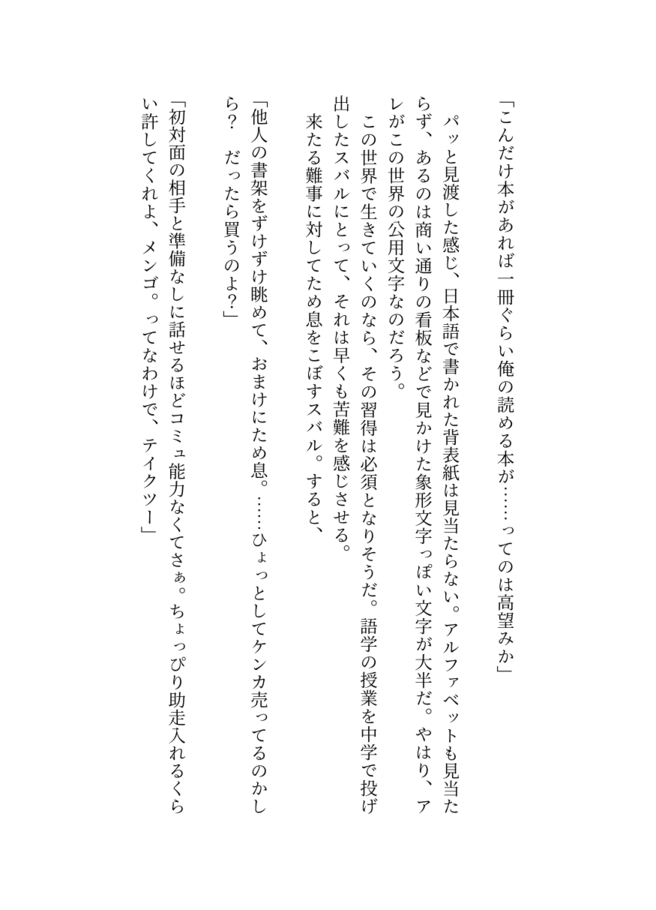 「こんだけ本があれば一冊ぐらい俺の読める本が……ってのは高望みか」
パッと見渡した感じ、日本語で書かれた背表紙は見当たらない。アルファベットも見当た
らず、あるのは商い通りの看板などで見かけた象形文字っぽい文字が大半だ。やはり、ア
レがこの世界の公用文字なのだろう。
この世界で生きていくのなら、その習得は必須となりそうだ。語学の授業を中学で投げ
出したスバルにとって、それは早くも苦難を感じさせる。
来たる難事に対してため息をこぼすスバル。すると、
「他人の書架をずけずけ眺めて、おまけにため息。……ひょっとしてケンカ売ってるのかし
ら？　だったら買うのよ？」
「初対面の相手と準備なしに話せるほどコミュ能力なくてさぁ。ちょっぴり助走入れるくら
い許してくれよ、メンゴ。ってなわけで、テイクツー」